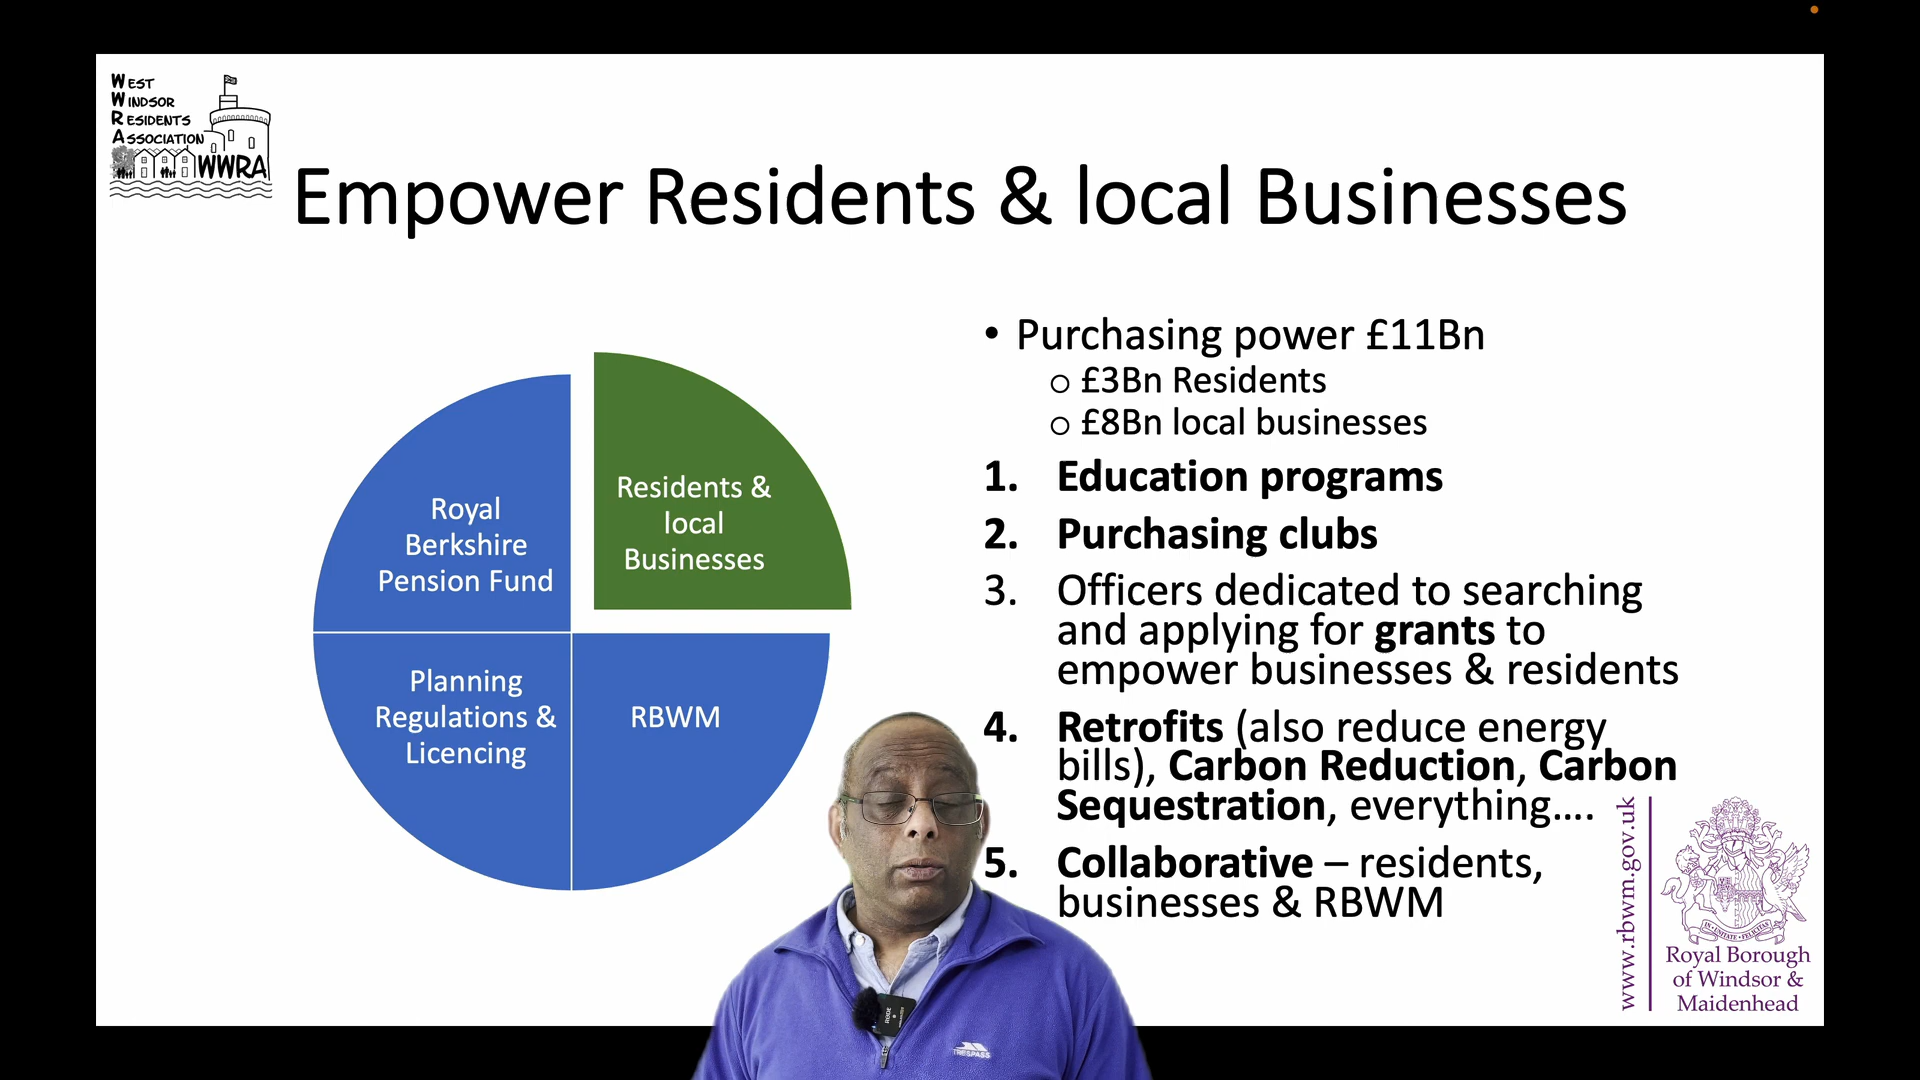 WEST
WINDSOR
RESIDENTS
ASSOCIATION
WWRA
Empower Residents & local Businesses
Royal
Berkshire
Pension Fund
Residents &
local
Businesses
Planning
Regulations &
Licencing
RBWM
• Purchasing power £11Bn
o £3Bn Residents
o £8Bn local businesses
1. Education programs
2. Purchasing clubs
3. Officers dedicated to searching
and applying for grants to
empower businesses & residents
4. Retrofits (also reduce energy
bills), Carbon Reduction, Carbon
Sequestration, everything....
5. Collaborative – residents,
businesses & RBWM
www.rbwm.gov.uk
Royal Borough
of Windsor &
Maidenhead
RODE
TRESPASS